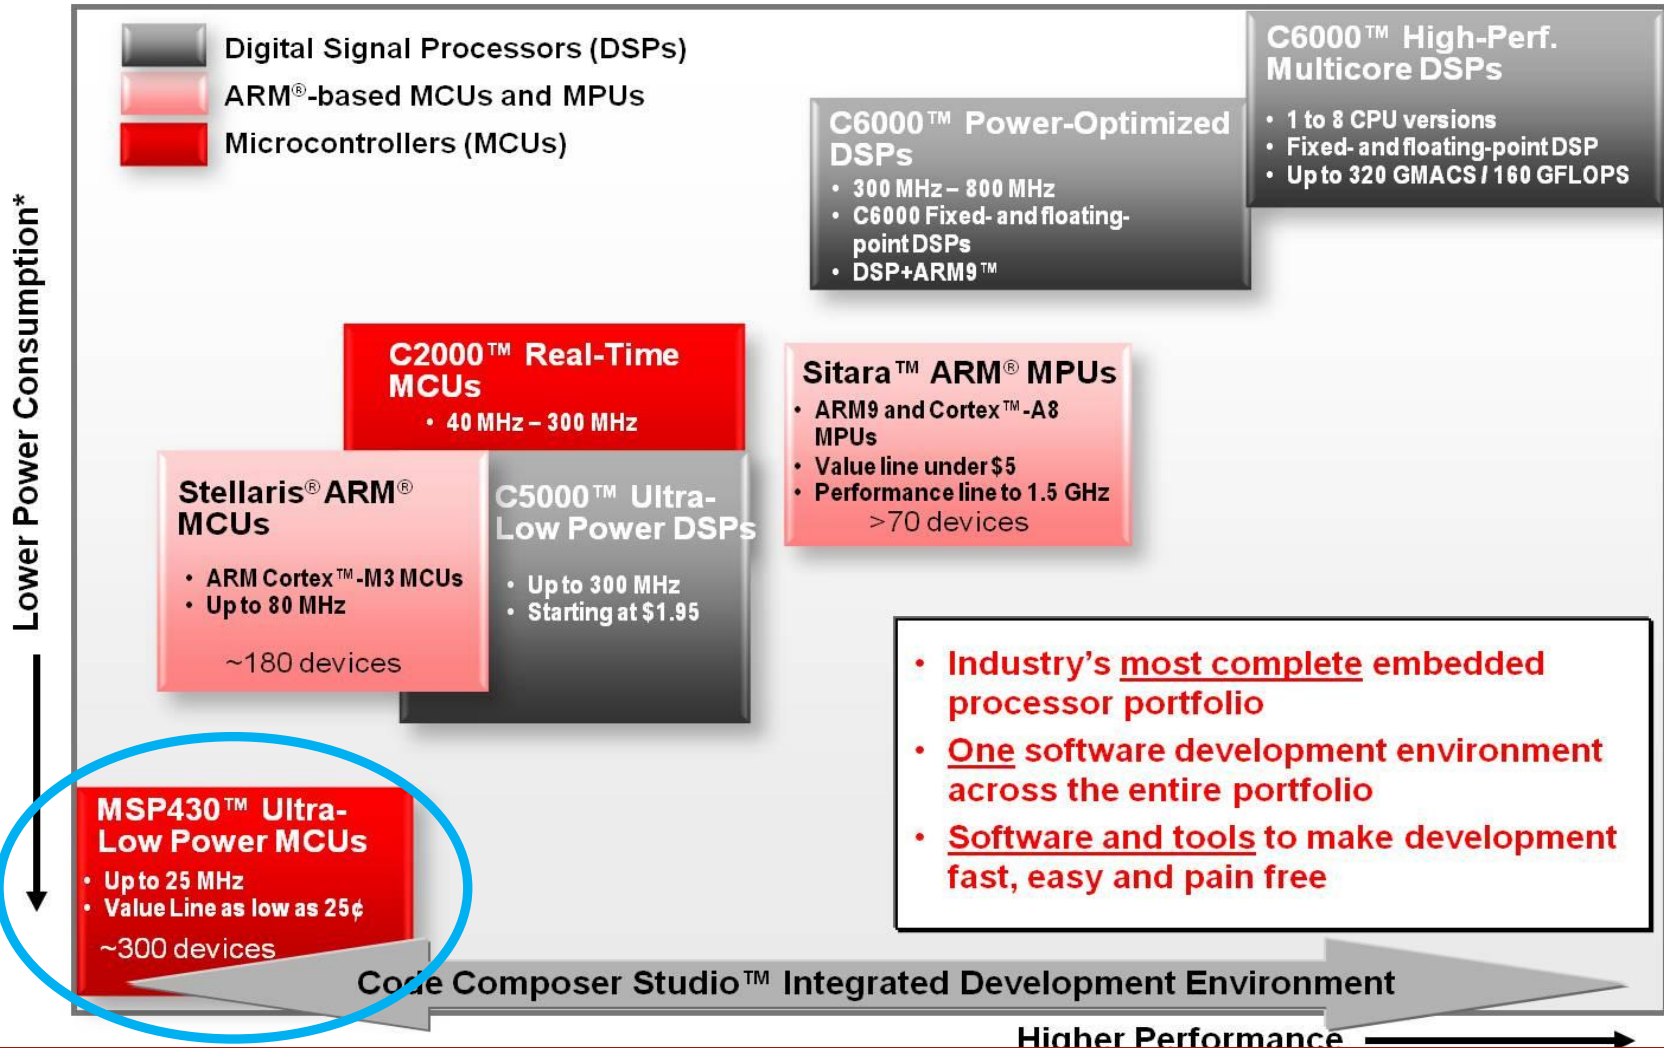 Digital Signal Processors (DSPs)
ARM®-based MCUs and MPUs
Microcontrollers (MCUs)
C6000™ High-Perf.
Multicore DSPs
• 1 to 8 CPU versions
• Fixed- and floating-point DSP
• Up to 320 GMACS / 160 GFLOPS
C6000™ Power-Optimized
DSPs
• 300 MHz – 800 MHz
• C6000 Fixed- and floating-
point DSPs
• DSP+ARM9™
Lower Power Consumption*
C2000™ Real-Time
MCUs
• 40 MHz – 300 MHz
Sitara™ ARM® MPUs
• ARM9 and Cortex™-A8
MPUs
• Value line under $5
• Performance line to 1.5 GHz
>70 devices
Stellaris® ARM®
MCUs
• ARM Cortex™-M3 MCUs
• Up to 80 MHz
~180 devices
C5000™ Ultra-
Low Power DSPs
• Up to 300 MHz
• Starting at $1.95
• Industry's most complete embedded
processor portfolio
• One software development environment
across the entire portfolio
• Software and tools to make development
fast, easy and pain free
MSP430™ Ultra-
Low Power MCUs
• Up to 25 MHz
• Value Line as low as 25¢
~300 devices
Code Composer Studio™ Integrated Development Environment
Higher Performance